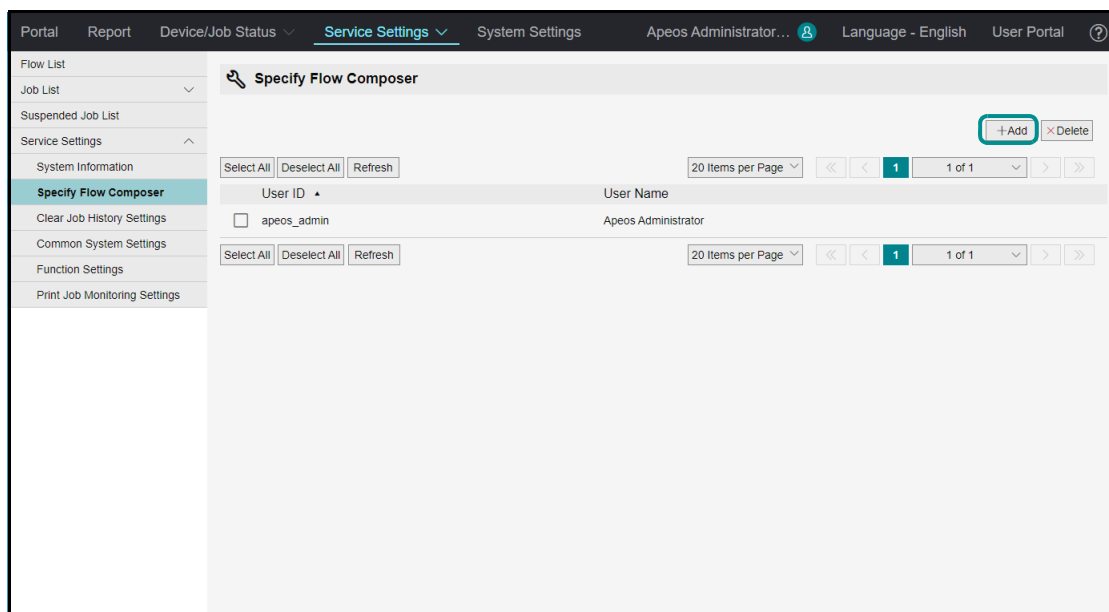 Portal Report Device/Job Status Service Settings System Settings Apeos Administrator... Language - English User Portal ?
Flow List
Job List
Suspended Job List
Service Settings
System Information
Specify Flow Composer
Clear Job History Settings
Common System Settings
Function Settings
Print Job Monitoring Settings
Specify Flow Composer
+Add ×Delete
Select All Deselect All Refresh 20 Items per Page « < 1 1 of 1 > »
User ID ▲ User Name
apeos_admin Apeos Administrator
Select All Deselect All Refresh 20 Items per Page « < 1 1 of 1 > »